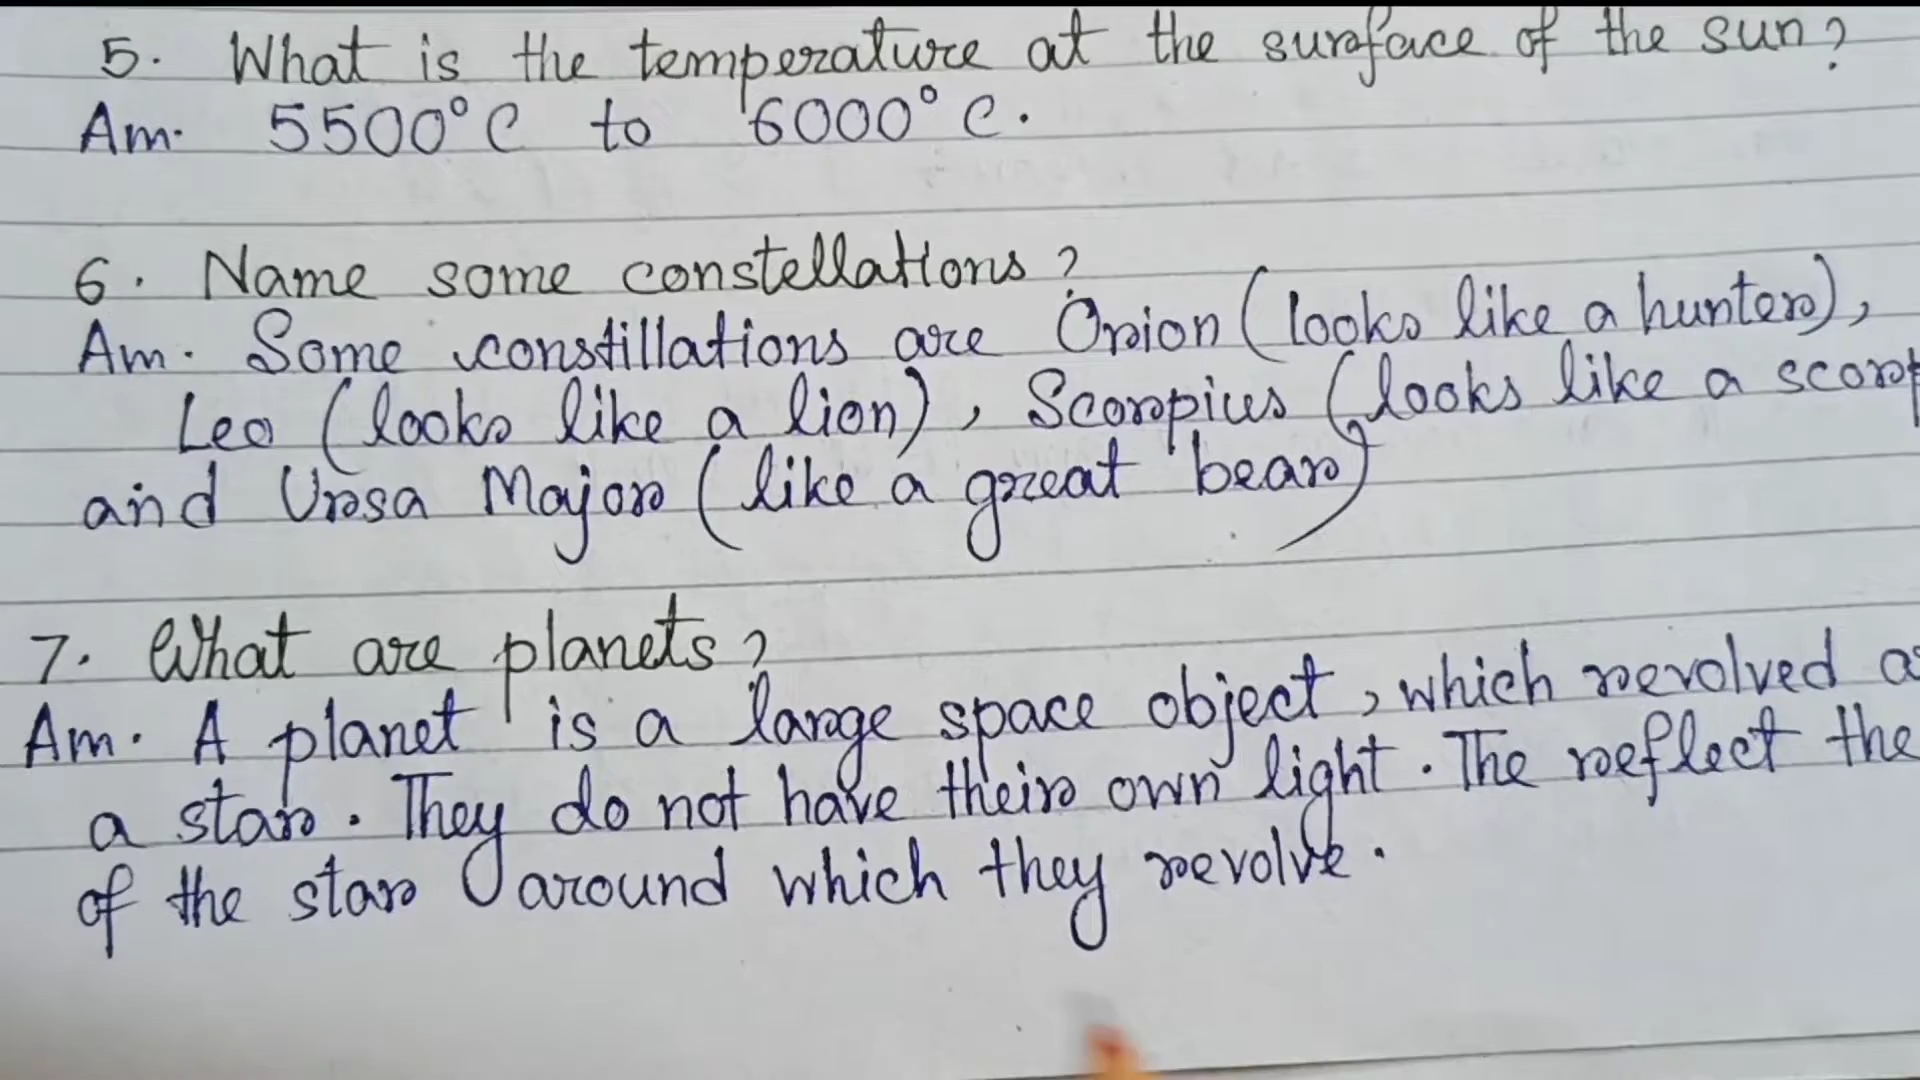 5. What is the temperature at the surface of the sun?
Am. 5500°C to 6000°C.
6. Name some constellations?
Am. Some constillations are Orion (looks like a hunter),
Leo (looks like a lion), Scorpius (looks like a scorp
and Ursa Major (like a great bear)
7. What are planets?
Am. A planet is a large space object, which revolved a
a star. They do not have their own light. The reflect the
of the star around which they revolve.